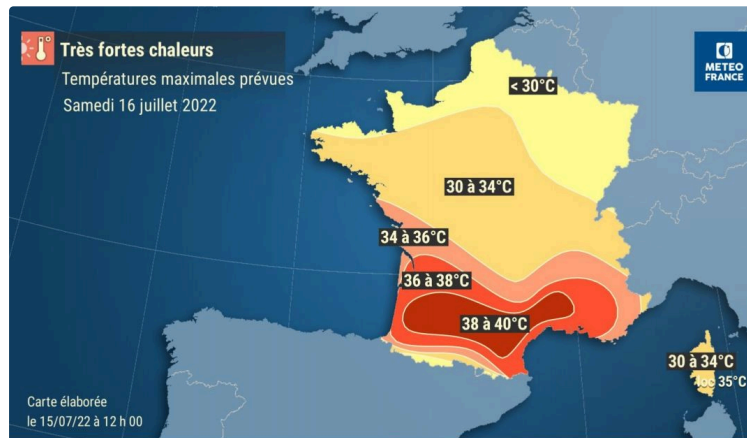 Très fortes chaleurs
Températures maximales prévues
Samedi 16 juillet 2022
METEO
FRANCE
< 30°C
30 à 34°C
34 à 36°C
36 à 38°C
38 à 40°C
30 à 34°C
loc 35°C
Carte élaborée
le 15/07/22 à 12 h 00